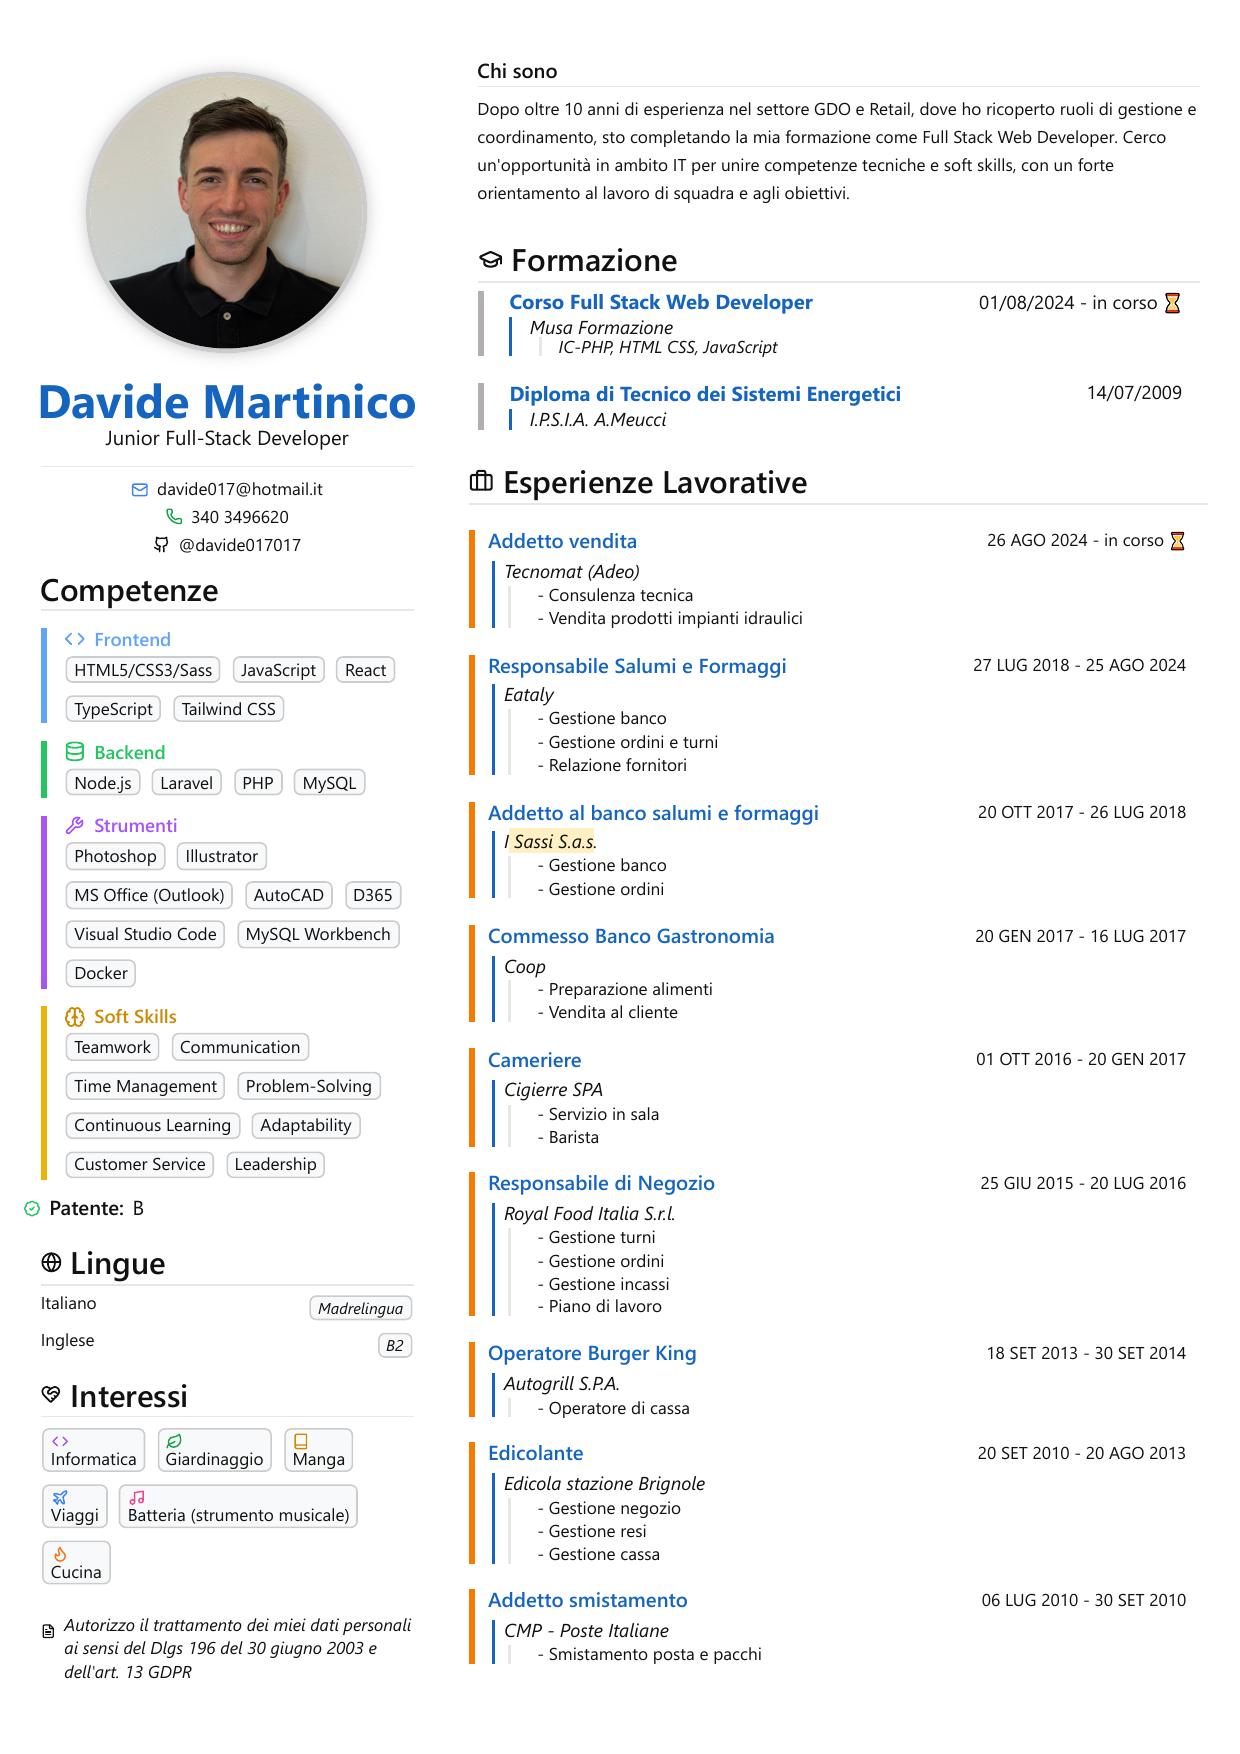 Davide Martinico
Junior Full-Stack Developer
davide017@hotmail.it
340 3496620
@davide017017
Competenze
Frontend
HTML5/CSS3/Sass JavaScript React
TypeScript Tailwind CSS
Backend
Node.js Laravel PHP MySQL
Strumenti
Photoshop Illustrator
MS Office (Outlook) AutoCAD D365
Visual Studio Code MySQL Workbench
Docker
Soft Skills
Teamwork Communication
Time Management Problem-Solving
Continuous Learning Adaptability
Customer Service Leadership
Patente: B
Lingue
Italiano Madrelingua
Inglese B2
Interessi
Informatica Giardinaggio Manga
Viaggi Batteria (strumento musicale)
Cucina
Autorizzo il trattamento dei miei dati personali
ai sensi del Dlgs 196 del 30 giugno 2003 e
dell'art. 13 GDPR
Chi sono
Dopo oltre 10 anni di esperienza nel settore GDO e Retail, dove ho ricoperto ruoli di gestione e
coordinamento, sto completando la mia formazione come Full Stack Web Developer. Cerco
un'opportunità in ambito IT per unire competenze tecniche e soft skills, con un forte
orientamento al lavoro di squadra e agli obiettivi.
Formazione
Corso Full Stack Web Developer 01/08/2024 - in corso ⏳
Musa Formazione
IC-PHP, HTML CSS, JavaScript
Diploma di Tecnico dei Sistemi Energetici 14/07/2009
I.P.S.I.A. A.Meucci
Esperienze Lavorative
Addetto vendita 26 AGO 2024 - in corso ⏳
Tecnomat (Adeo)
- Consulenza tecnica
- Vendita prodotti impianti idraulici
Responsabile Salumi e Formaggi 27 LUG 2018 - 25 AGO 2024
Eataly
- Gestione banco
- Gestione ordini e turni
- Relazione fornitori
Addetto al banco salumi e formaggi 20 OTT 2017 - 26 LUG 2018
I Sassi S.a.s.
- Gestione banco
- Gestione ordini
Commesso Banco Gastronomia 20 GEN 2017 - 16 LUG 2017
Coop
- Preparazione alimenti
- Vendita al cliente
Cameriere 01 OTT 2016 - 20 GEN 2017
Cigierre SPA
- Servizio in sala
- Barista
Responsabile di Negozio 25 GIU 2015 - 20 LUG 2016
Royal Food Italia S.r.l.
- Gestione turni
- Gestione ordini
- Gestione incassi
- Piano di lavoro
Operatore Burger King 18 SET 2013 - 30 SET 2014
Autogrill S.P.A.
- Operatore di cassa
Edicolante 20 SET 2010 - 20 AGO 2013
Edicola stazione Brignole
- Gestione negozio
- Gestione resi
- Gestione cassa
Addetto smistamento 06 LUG 2010 - 30 SET 2010
CMP - Poste Italiane
- Smistamento posta e pacchi